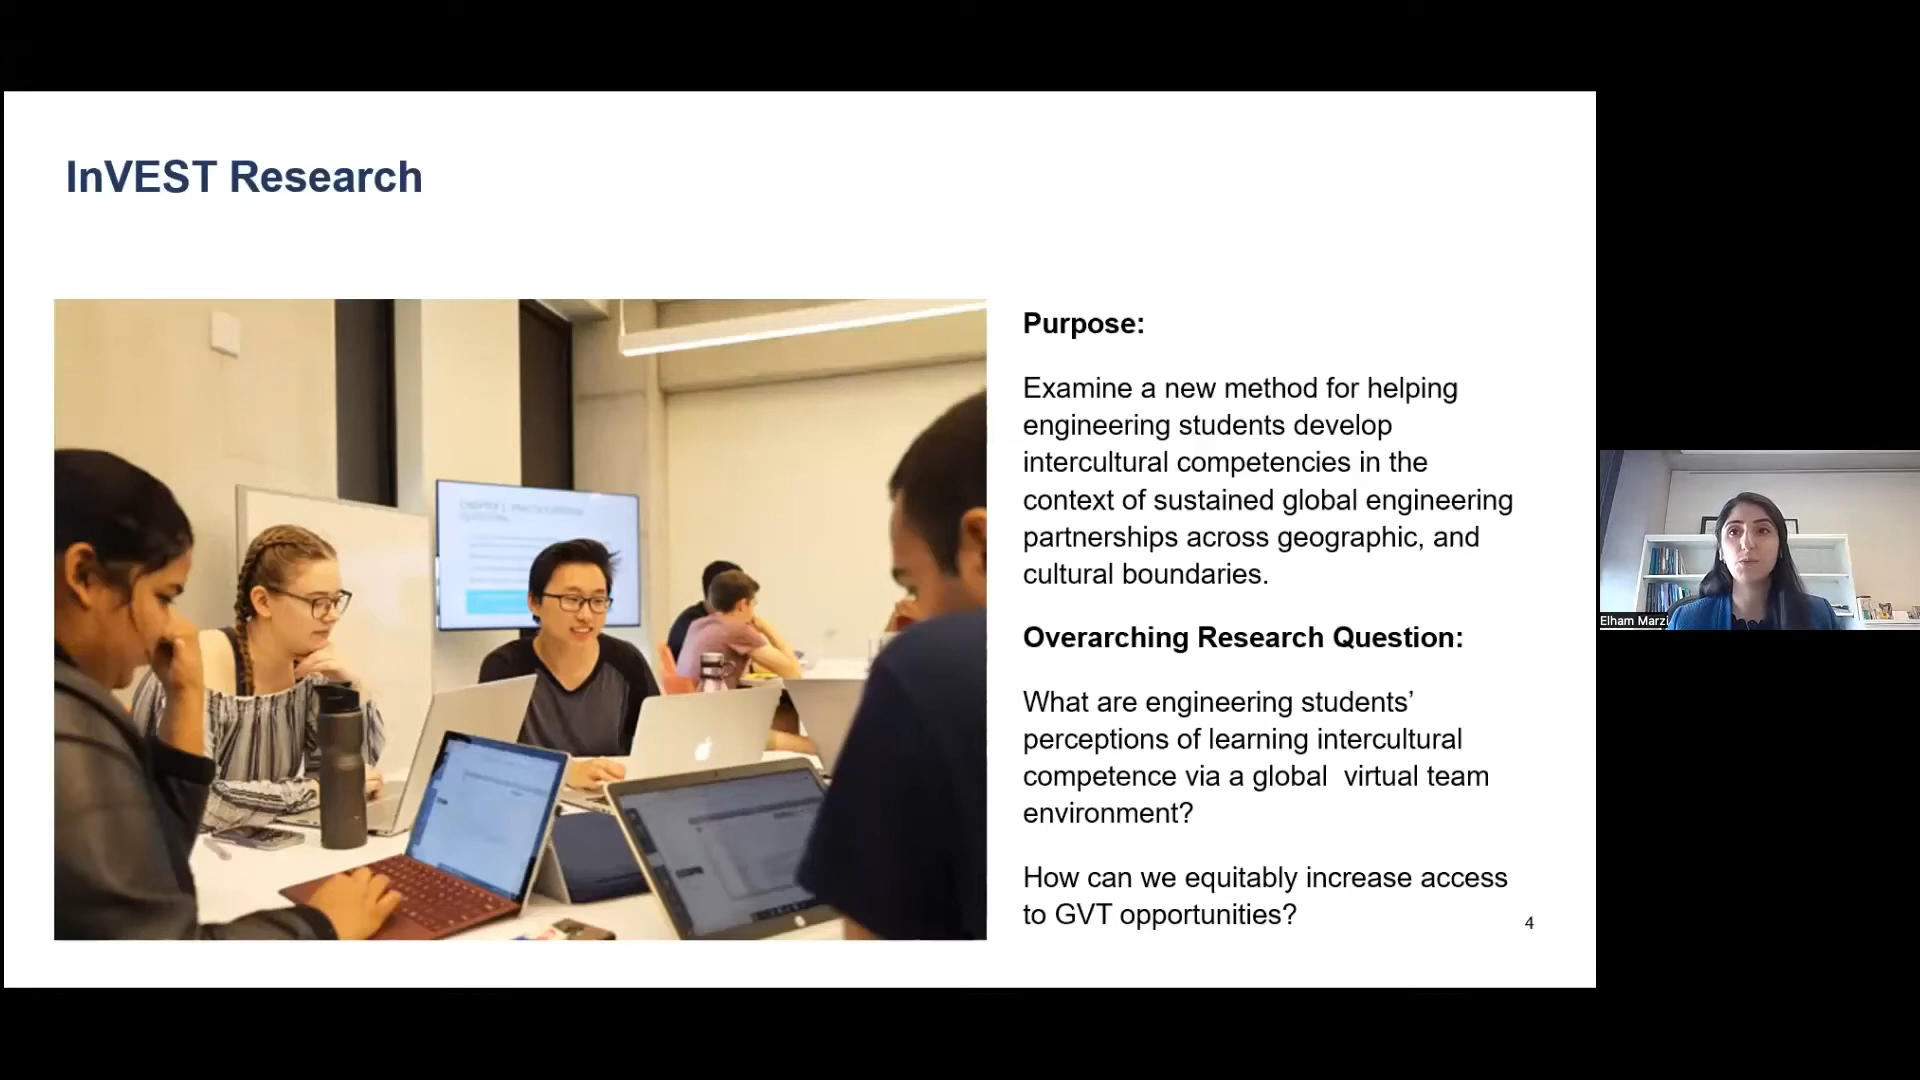 InVEST Research
Purpose:
Examine a new method for helping
engineering students develop
intercultural competencies in the
context of sustained global engineering
partnerships across geographic, and
cultural boundaries.
Overarching Research Question:
What are engineering students’
perceptions of learning intercultural
competence via a global  virtual team
environment?
How can we equitably increase access
to GVT opportunities?
4
Elham Marzi